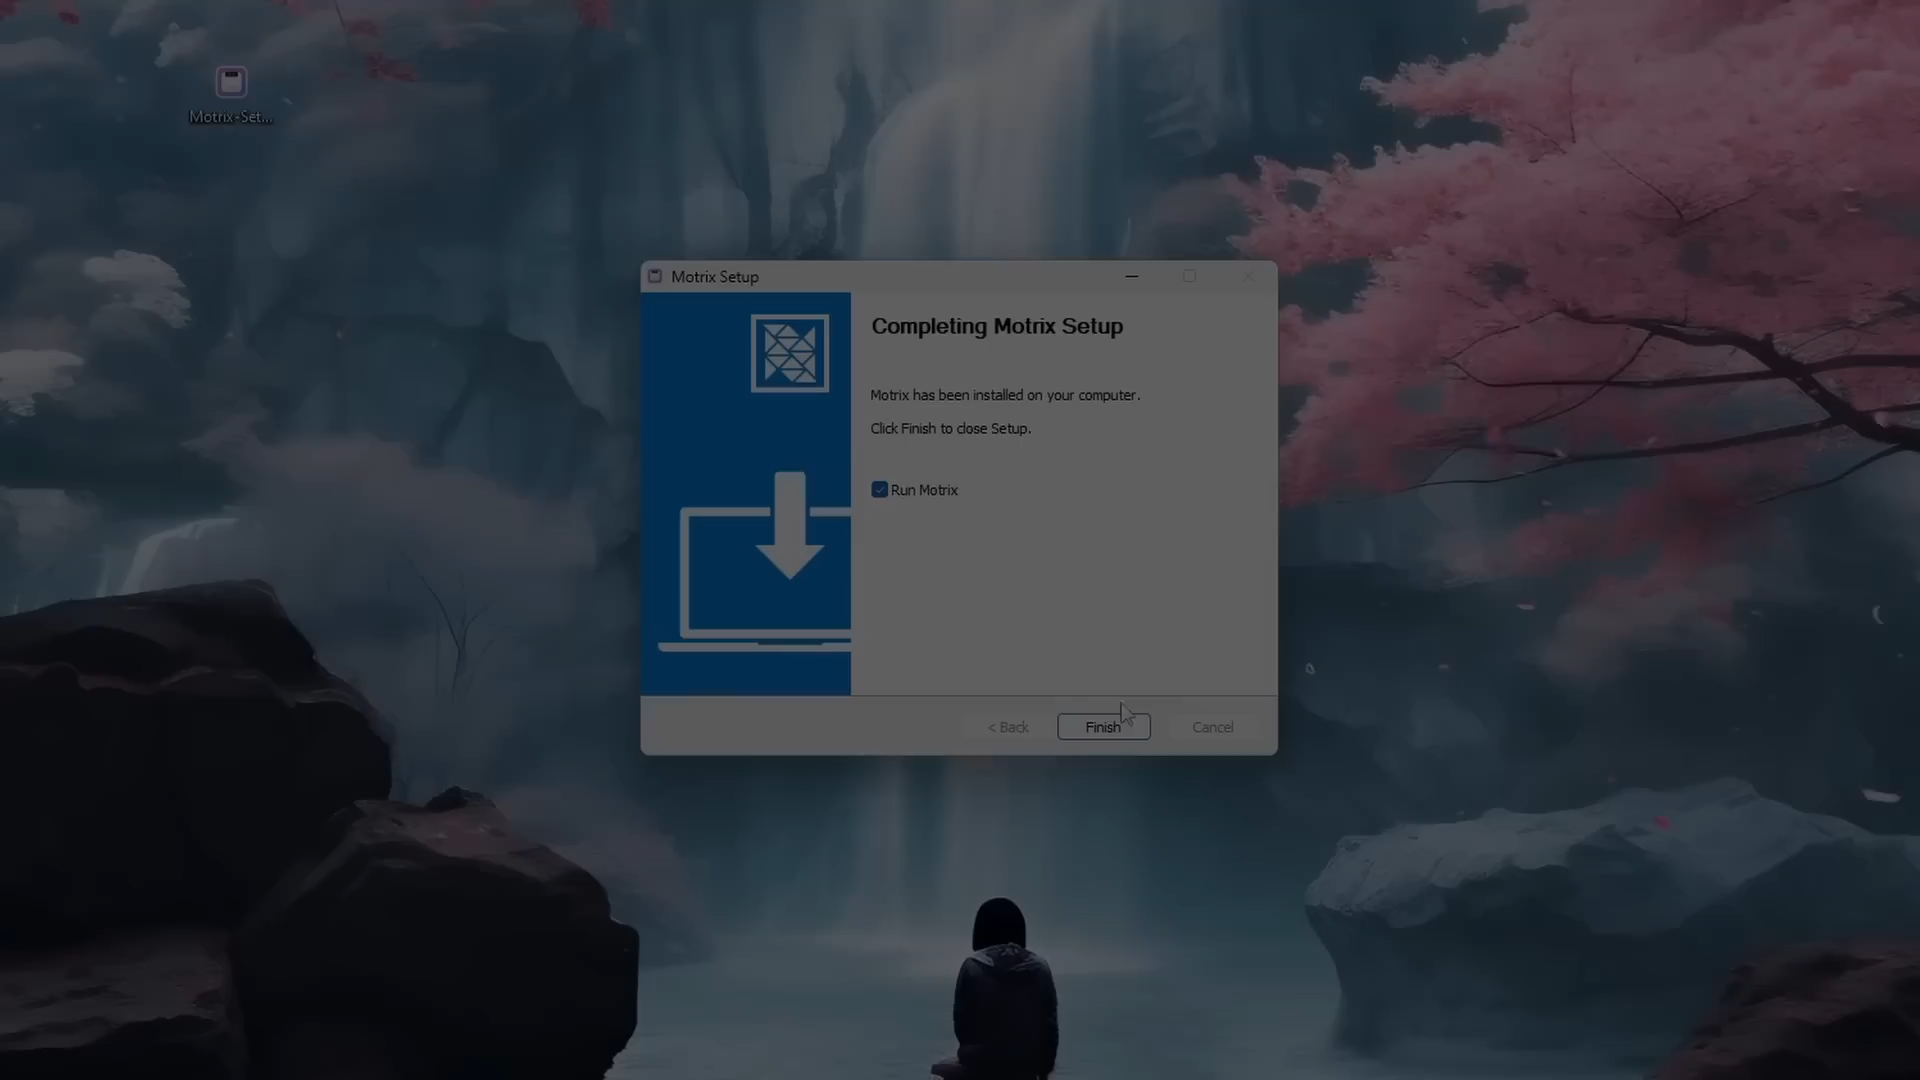 Motrix-Set...
Motrix Setup
Completing Motrix Setup
Motrix has been installed on your computer.
Click Finish to close Setup.
Run Motrix
< Back
Finish
Cancel